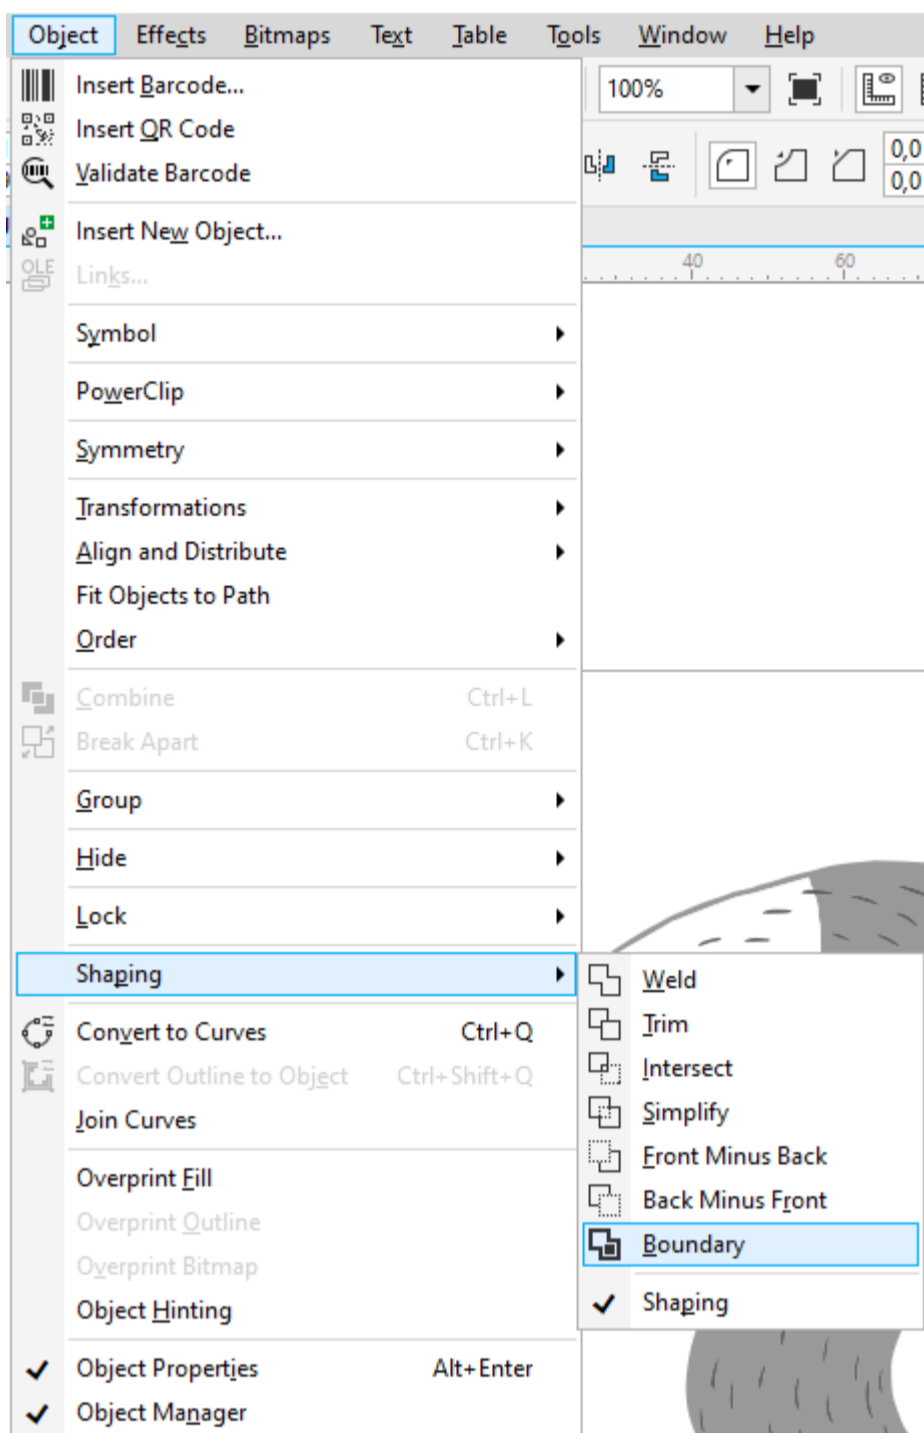 Object Effects Bitmaps Text Table Tools Window Help
Insert Barcode...
100%
Insert QR Code
Validate Barcode
0,0
0,0
Insert New Object...
OLE
Links...
40 60
Symbol
PowerClip
Symmetry
Transformations
Align and Distribute
Fit Objects to Path
Order
Combine Ctrl+L
Break Apart Ctrl+K
Group
Hide
Lock
Shaping
Weld
Convert to Curves Ctrl+Q
Trim
Convert Outline to Object Ctrl+Shift+Q
Intersect
Join Curves
Simplify
Front Minus Back
Overprint Fill
Back Minus Front
Overprint Outline
Boundary
Overprint Bitmap
Object Hinting
Shaping
Object Properties Alt+Enter
Object Manager